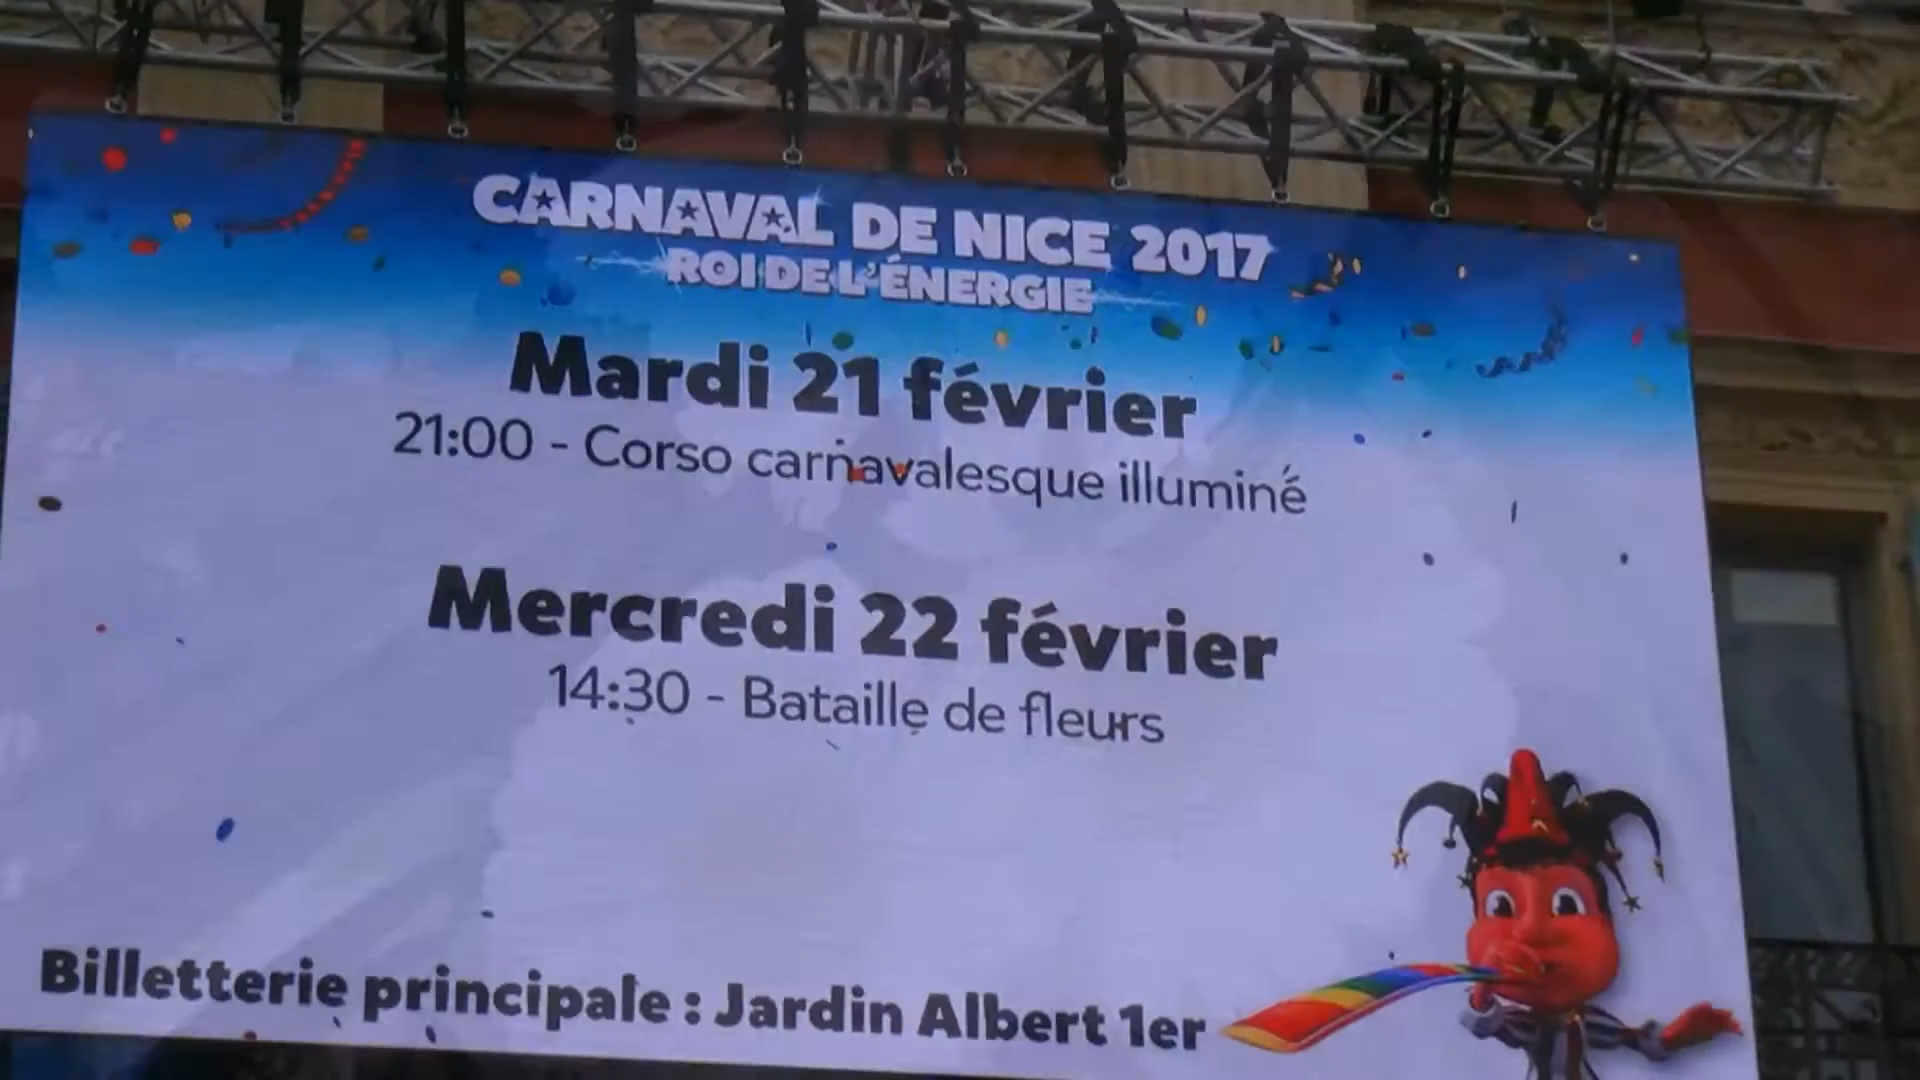 CARNAVAL DE NICE 2017
ROI DE L'ÉNERGIE
Mardi 21 février
21:00 - Corso carnavalesque illuminé
Mercredi 22 février
14:30 - Bataille de fleurs
Billetterie principale : Jardin Albert 1er